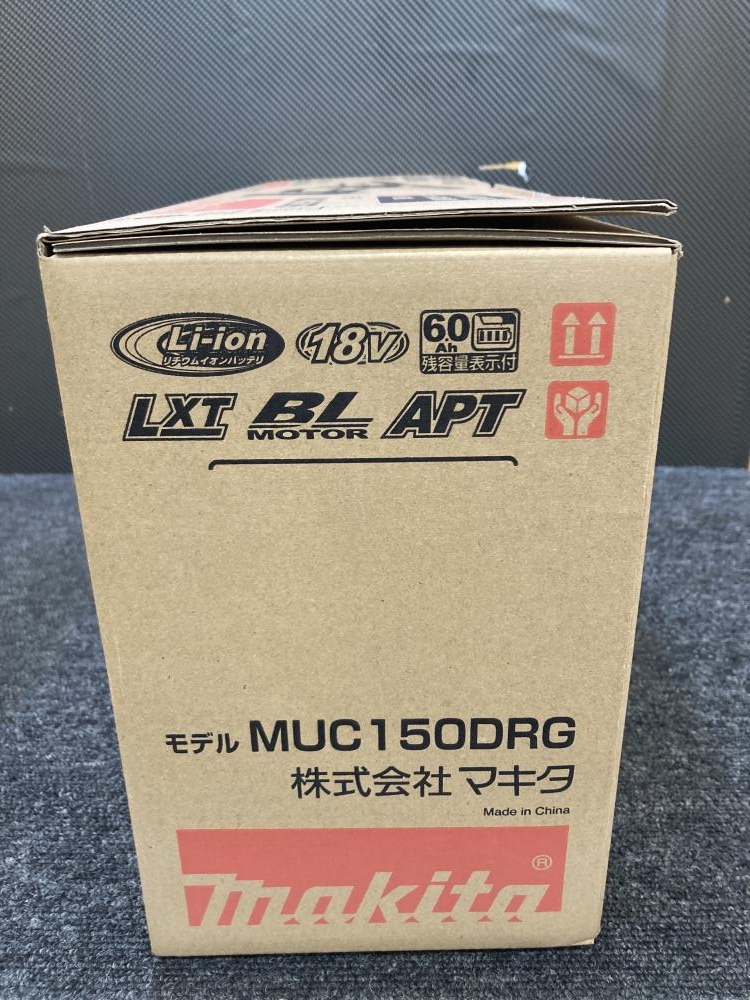 Li-ion
リチウムイオンバッテリ
18V
6.0
Ah
残容量表示付
LXT
BL
MOTOR
APT
モデル MUC150DRG
株式会社 マキタ
Made in China
makita®